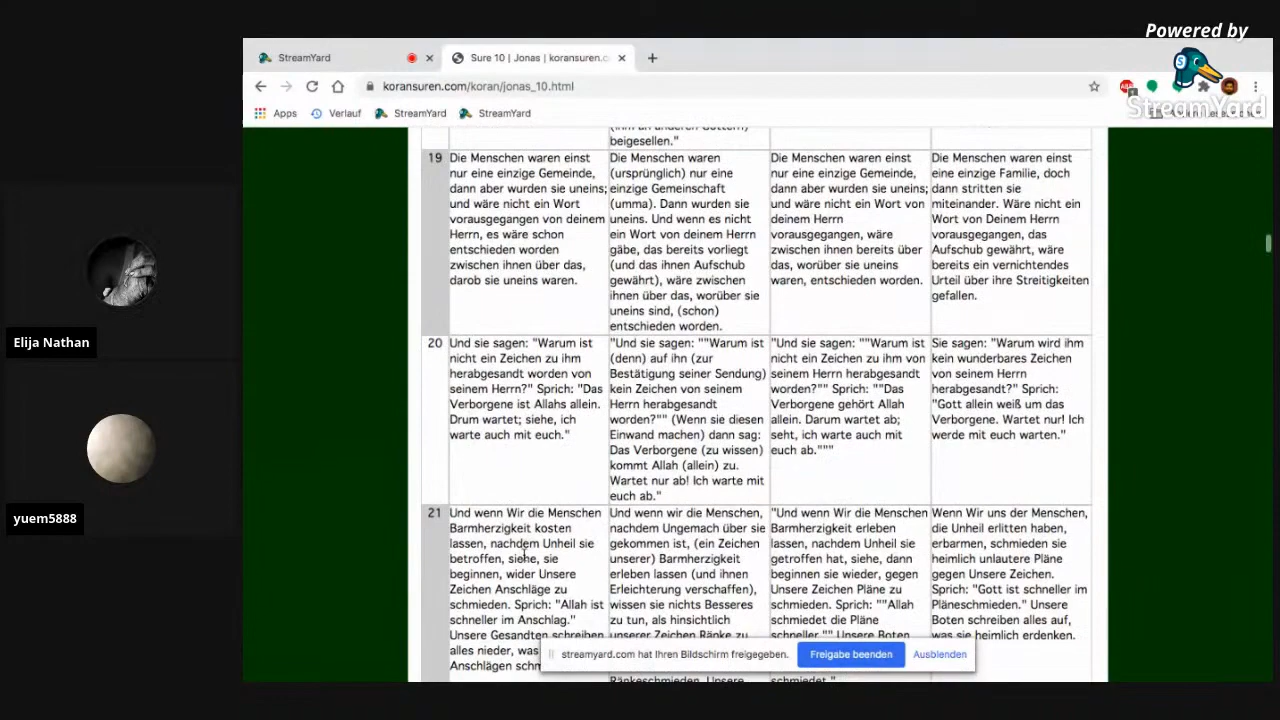 Powered by
StreamYard
StreamYard
Sure 10 | Jonas | koransuren.c
koransuren.com/koran/jonas_10.html
Apps
Verlauf
StreamYard
StreamYard
Elija Nathan
yuem5888
beigesellen."
19
Die Menschen waren einst
nur eine einzige Gemeinde,
dann aber wurden sie uneins;
und wäre nicht ein Wort
vorausgegangen von deinem
Herrn, es wäre schon
entschieden worden
zwischen ihnen über das,
darob sie uneins waren.
Die Menschen waren
(ursprünglich) nur eine
einzige Gemeinschaft
(umma). Dann wurden sie
uneins. Und wenn es nicht
ein Wort von deinem Herrn
gäbe, das bereits vorliegt
(und das ihnen Aufschub
gewährt), wäre zwischen
ihnen über das, worüber sie
uneins sind, (schon)
entschieden worden.
Die Menschen waren einst
nur eine einzige Gemeinde,
dann aber wurden sie uneins;
und wäre nicht ein Wort von
deinem Herrn
vorausgegangen, wäre
zwischen ihnen bereits über
das, worüber sie uneins
waren, entschieden worden.
Die Menschen waren einst
eine einzige Familie, doch
dann stritten sie
miteinander. Wäre nicht ein
Wort von Deinem Herrn
vorausgegangen, das
Aufschub gewährt, wäre
bereits ein vernichtendes
Urteil über ihre Streitigkeiten
gefallen.
20
Und sie sagen: "Warum ist
nicht ein Zeichen zu ihm
herabgesandt worden von
seinem Herrn?" Sprich: "Das
Verborgene ist Allahs allein.
Drum wartet; siehe, ich
warte auch mit euch."
"Und sie sagen: ""Warum ist
(denn) auf ihn (zur
Bestätigung seiner Sendung)
kein Zeichen von seinem
Herrn herabgesandt
worden?"" (Wenn sie diesen
Einwand machen) dann sag:
Das Verborgene (zu wissen)
kommt Allah (allein) zu.
Wartet nur ab! Ich warte mit
euch ab."
"Und sie sagen: ""Warum ist
nicht ein Zeichen zu ihm von
seinem Herrn herabgesandt
worden?"" Sprich: ""Das
Verborgene gehört Allah
allein. Darum wartet ab;
seht, ich warte auch mit
euch ab."""
Sie sagen: "Warum wird ihm
kein wunderbares Zeichen
von seinem Herrn
herabgesandt?" Sprich:
"Gott allein weiß um das
Verborgene. Wartet nur! Ich
werde mit euch warten."
21
Und wenn Wir die Menschen
Barmherzigkeit kosten
lassen, nachdem Unheil sie
betroffen, siehe, sie
beginnen, wider Unsere
Zeichen Anschläge zu
schmieden. Sprich: "Allah ist
schneller im Anschlag."
Unsere Gesandten schreiben
alles nieder, was
Anschlägen schm
Und wenn wir die Menschen,
nachdem Ungemach über sie
gekommen ist, (ein Zeichen
unserer) Barmherzigkeit
erleben lassen (und ihnen
Erleichterung verschaffen),
wissen sie nichts Besseres
zu tun, als hinsichtlich
unserer Zeichen Ränke zu
Ränkeschmieden. Unsere
"Und wenn Wir die Menschen
Barmherzigkeit erleben
lassen, nachdem Unheil sie
getroffen hat, siehe, dann
beginnen sie wieder, gegen
Unsere Zeichen Pläne zu
schmieden. Sprich: ""Allah
schmiedet die Pläne
schneller."" Unsere Boten
schmiedet."
Wenn Wir uns der Menschen,
die Unheil erlitten haben,
erbarmen, schmieden sie
heimlich unlautere Pläne
gegen Unsere Zeichen.
Sprich: "Gott ist schneller im
Pläneschmieden." Unsere
Boten schreiben alles auf,
was sie heimlich erdenken.
streamyard.com hat Ihren Bildschirm freigegeben.
Freigabe beenden
Ausblenden